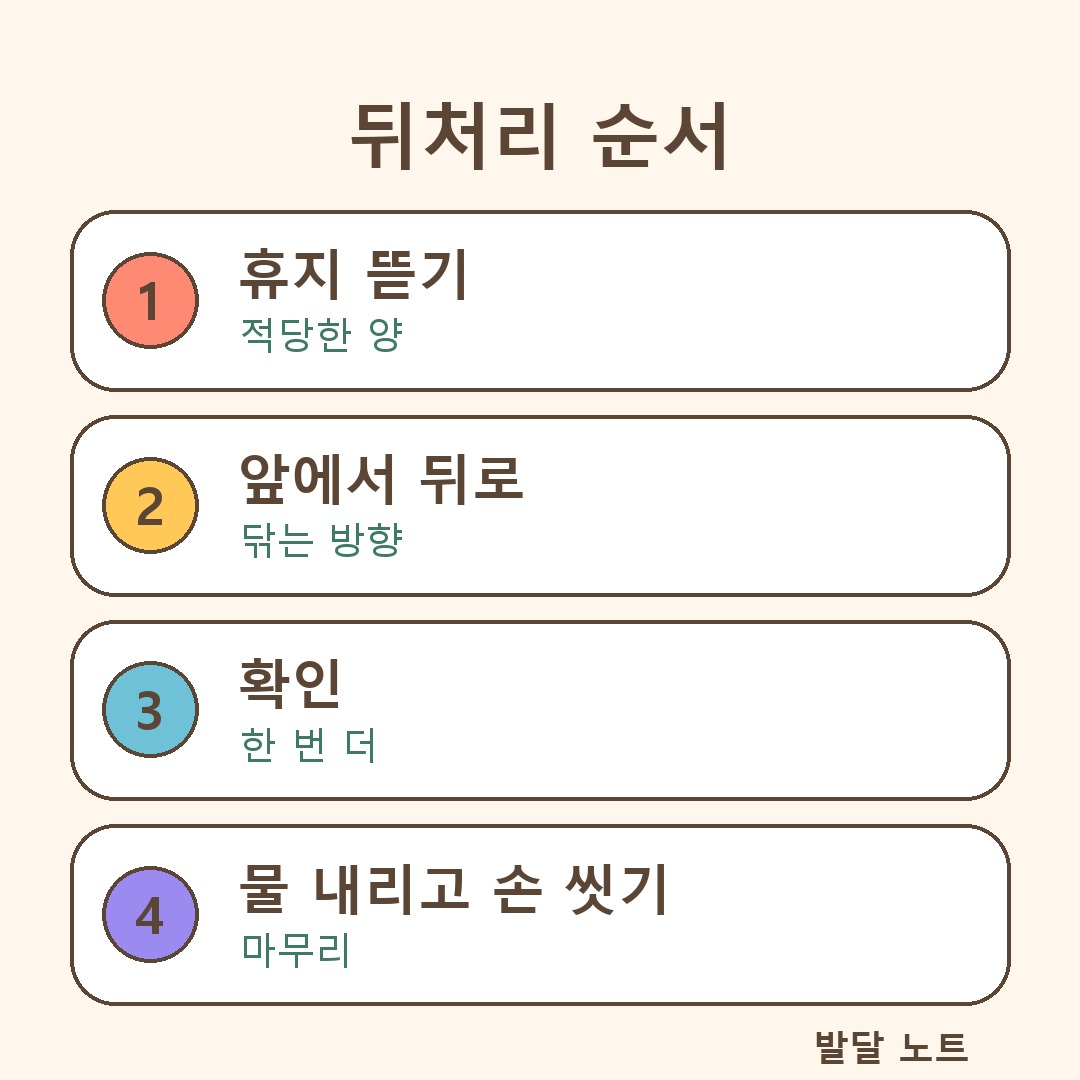 뒤처리 순서
1
휴지 뜯기
적당한 양
2
앞에서 뒤로
닦는 방향
3
확인
한 번 더
4
물 내리고 손 씻기
마무리
발달 노트